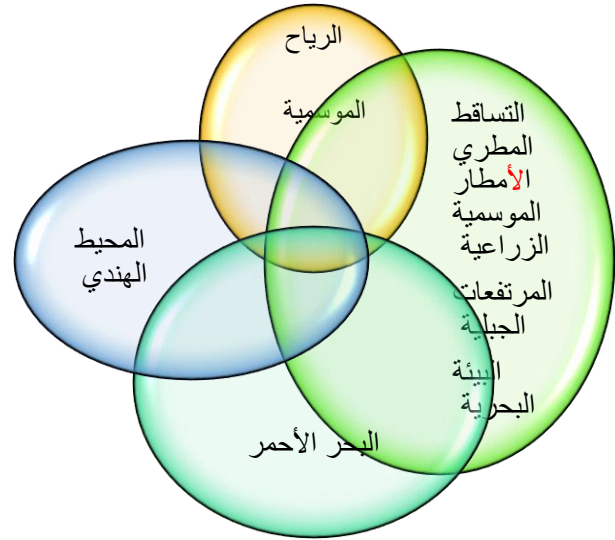 الرياح
الموسمية
التساقط
المطري
الأمطار
الموسمية
الزراعية
المرتفعات
الجبلية
البيئة
البحرية
المحيط
الهندي
البحر الأحمر